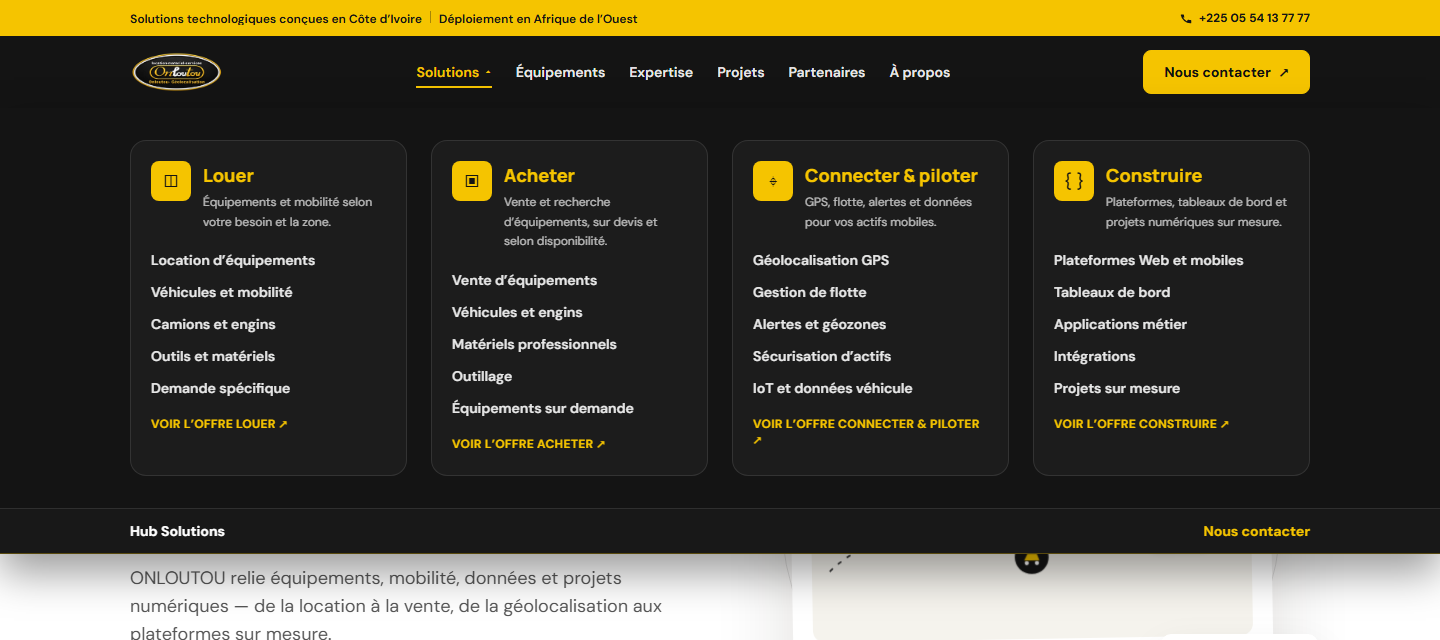 Solutions technologiques conçues en Côte d’Ivoire
Déploiement en Afrique de l’Ouest
+225 05 54 13 77 77
OnLoutou
Solutions
Équipements
Expertise
Projets
Partenaires
À propos
Nous contacter ↗
Louer
Équipements et mobilité selon
votre besoin et la zone.
Location d’équipements
Véhicules et mobilité
Camions et engins
Outils et matériels
Demande spécifique
VOIR L’OFFRE LOUER ↗
Acheter
Vente et recherche
d’équipements, sur devis et
selon disponibilité.
Vente d’équipements
Véhicules et engins
Matériels professionnels
Outillage
Équipements sur demande
VOIR L’OFFRE ACHETER ↗
Connecter & piloter
GPS, flotte, alertes et données
pour vos actifs mobiles.
Géolocalisation GPS
Gestion de flotte
Alertes et géozones
Sécurisation d’actifs
IoT et données véhicule
VOIR L’OFFRE CONNECTER & PILOTER
↗
{ }
Construire
Plateformes, tableaux de bord et
projets numériques sur mesure.
Plateformes Web et mobiles
Tableaux de bord
Applications métier
Intégrations
Projets sur mesure
VOIR L’OFFRE CONSTRUIRE ↗
Hub Solutions
Nous contacter
ONLOUTOU relie équipements, mobilité, données et projets
numériques — de la location à la vente, de la géolocalisation aux
plateformes sur mesure.